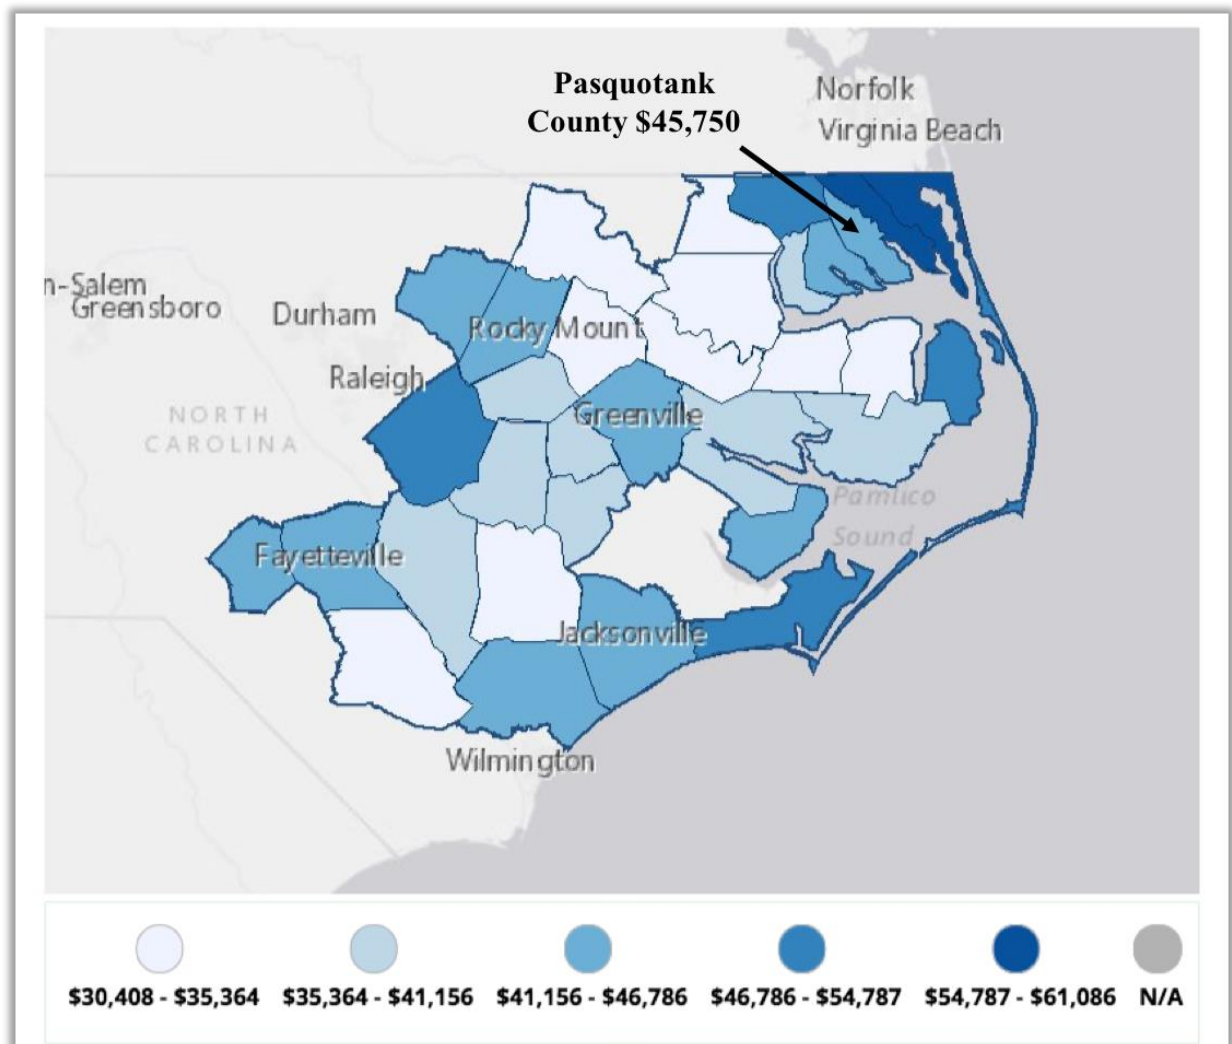 Pasquotank
County $45,750
Norfolk
Virginia Beach
n-Salem
Greensboro
Durham
Rocky Mount
Raleigh
NORTH
CAROLINA
Greenville
Pamlico
Sound
Fayetteville
Jacksonville
Wilmington
$30,408 - $35,364
$35,364 - $41,156
$41,156 - $46,786
$46,786 - $54,787
$54,787 - $61,086
N/A